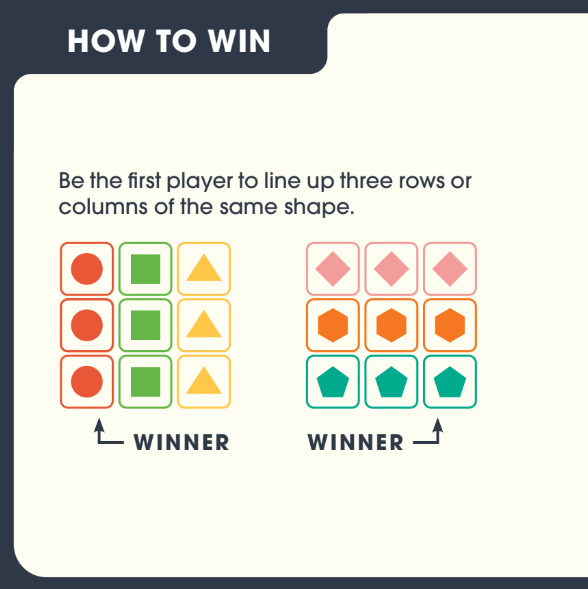 HOW TO WIN
Be the first player to line up three rows or
columns of the same shape.
WINNER
WINNER